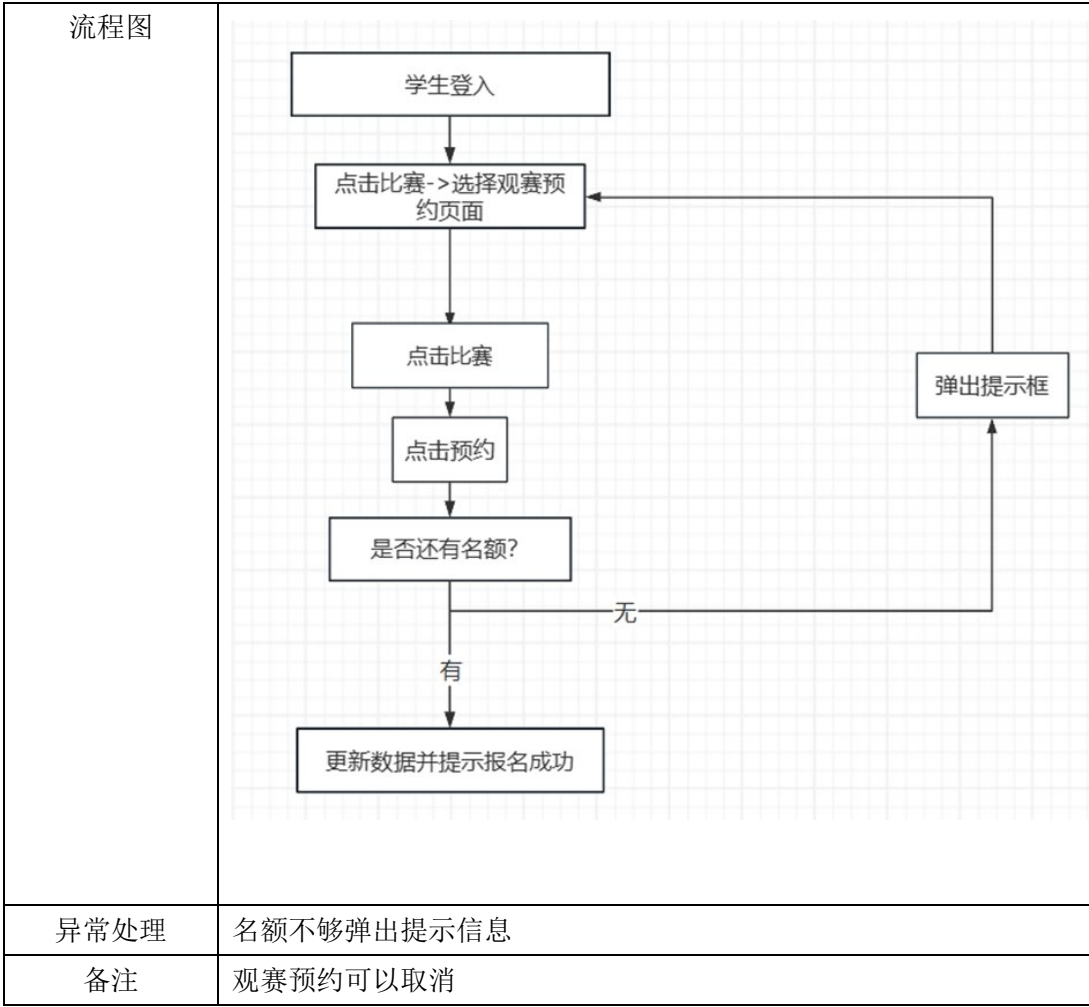 流程图
学生登入
点击比赛->选择观赛预
约页面
点击比赛
弹出提示框
点击预约
是否还有名额?
无
有
更新数据并提示报名成功
异常处理
名额不够弹出提示信息
备注
观赛预约可以取消